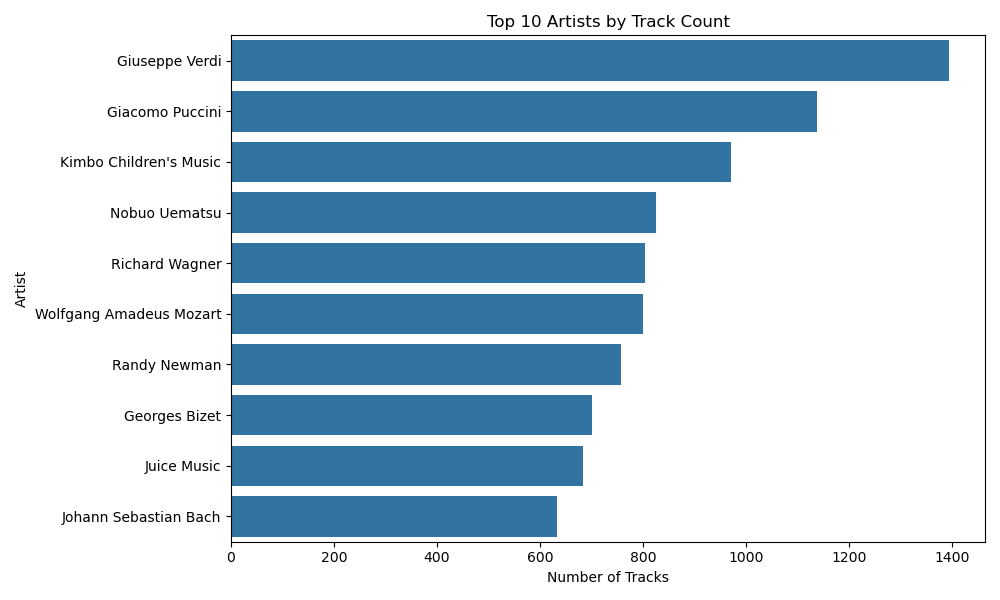 Top 10 Artists by Track Count
Artist
Giuseppe Verdi
Giacomo Puccini
Kimbo Children's Music
Nobuo Uematsu
Richard Wagner
Wolfgang Amadeus Mozart
Randy Newman
Georges Bizet
Juice Music
Johann Sebastian Bach
0 200 400 600 800 1000 1200 1400
Number of Tracks